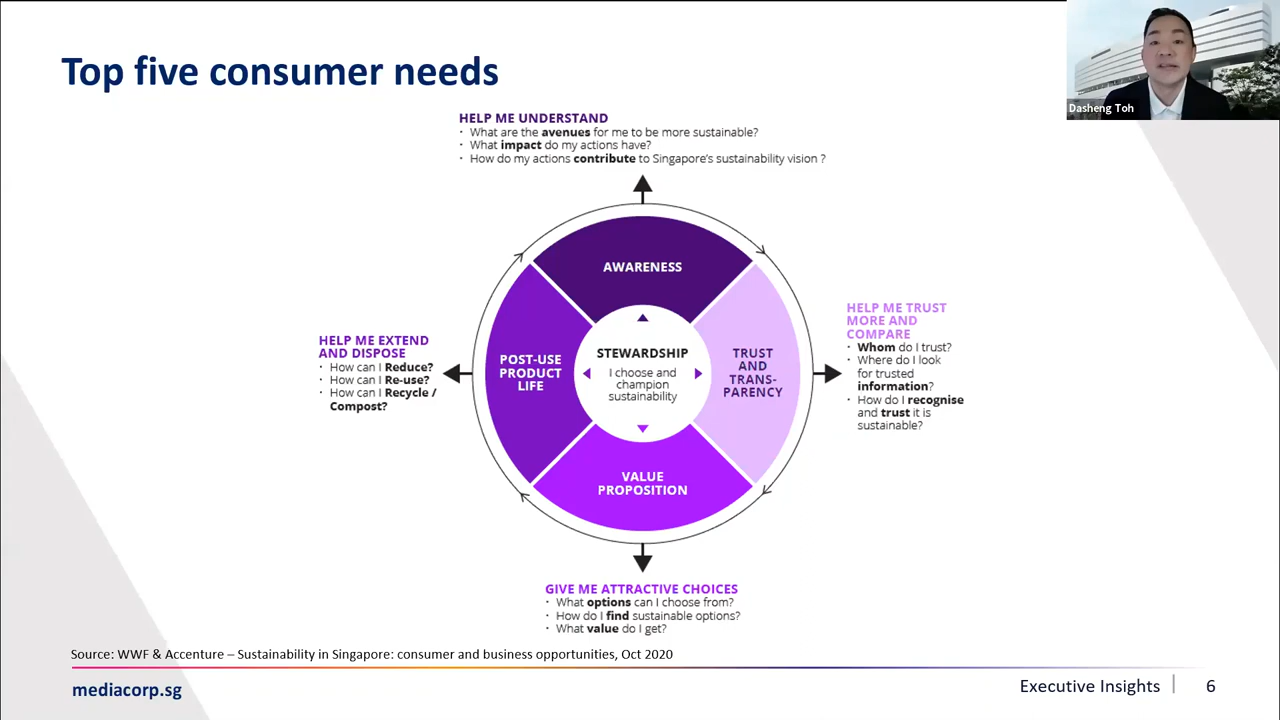 Top five consumer needs
Dasheng Toh
HELP ME UNDERSTAND
· What are the avenues for me to be more sustainable?
· What impact do my actions have?
· How do my actions contribute to Singapore's sustainability vision ?
AWARENESS
HELP ME TRUST
MORE AND
COMPARE
· Whom do I trust?
· Where do I look
for trusted
information?
· How do I recognise
and trust it is
sustainable?
HELP ME EXTEND
AND DISPOSE
· How can I Reduce?
· How can I Re-use?
· How can I Recycle /
Compost?
POST-USE
PRODUCT
LIFE
STEWARDSHIP
I choose and
champion
sustainability
TRUST
AND
TRANS-
PARENCY
VALUE
PROPOSITION
GIVE ME ATTRACTIVE CHOICES
· What options can I choose from?
· How do I find sustainable options?
· What value do I get?
Source: WWF & Accenture – Sustainability in Singapore: consumer and business opportunities, Oct 2020
mediacorp.sg
Executive Insights | 6